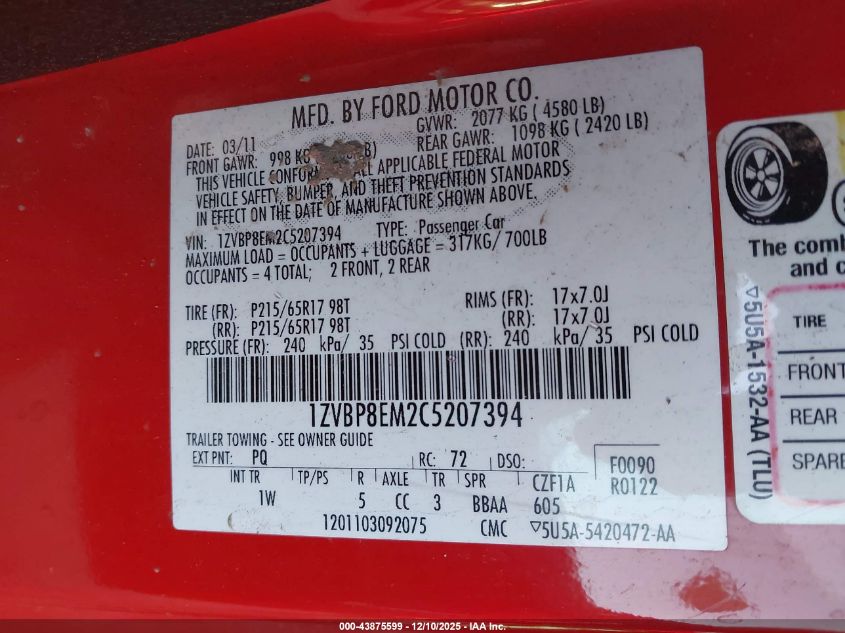 MFD. BY FORD MOTOR CO.
DATE: 03/11 GVWR: 2077 KG ( 4580 LB)
FRONT GAWR: 998 KG LB) REAR GAWR: 1098 KG ( 2420 LB)
THIS VEHICLE ALL APPLICABLE FEDERAL MOTOR
VEHICLE SAFETY, BUMPER, AND THEFT PREVENTION STANDARDS
IN EFFECT ON THE DATE OF MANUFACTURE SHOWN ABOVE.
VIN: 1ZVBP8EM2C5207394 TYPE: Passenger Car
MAXIMUM LOAD = OCCUPANTS + LUGGAGE = 317KG/ 700LB
OCCUPANTS = 4 TOTAL; 2 FRONT, 2 REAR
TIRE (FR): P215/65R17 98T RIMS (FR): 17x7.0J
(RR): P215/65R17 98T (RR): 17x7.0J
PRESSURE (FR): 240 kPa/ 35 PSI COLD (RR): 240 kPa/ 35 PSI COLD
1ZVBP8EM2C5207394
TRAILER TOWING - SEE OWNER GUIDE
EXT PNT: PQ RC: 72 DSO: F0090
INT TR TP/PS R AXLE TR SPR CZF1A R0122
1W 5 CC 3 BBAA 605
1201103092075 CMC ▽5U5A-5420472-AA
▽5U5A-1532-AA (TLU)
The comb
and c
TIRE
FRONT
REAR
SPARE
000-43875599 - 12/10/2025 - IAA Inc.